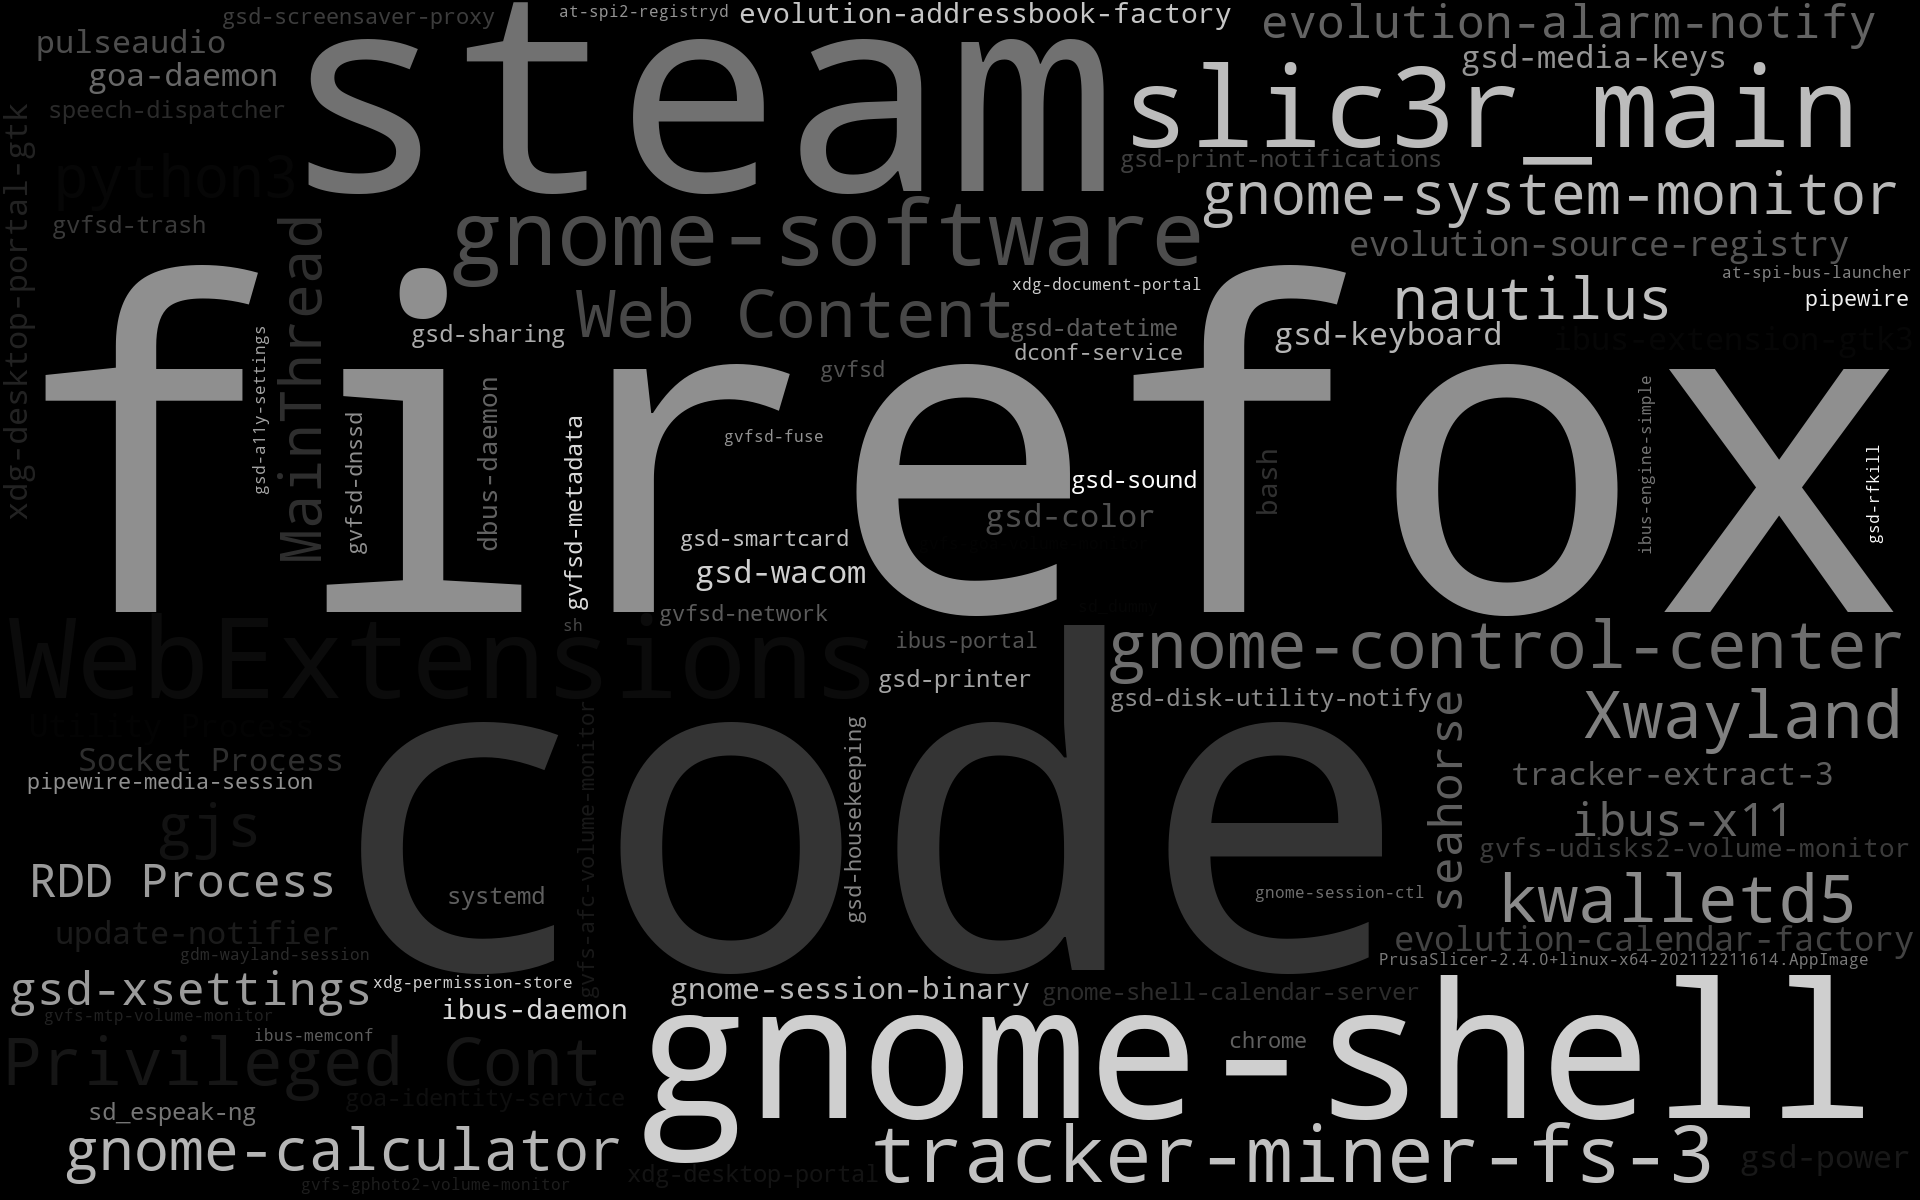 gsd-screensaver-proxy
at-spi2-registryd
evolution-addressbook-factory
evolution-alarm-notify
pulseaudio
steam
gsd-media-keys
goa-daemon
slic3r_main
speech-dispatcher
xdg-desktop-portal-gtk
gsd-print-notifications
python3
gnome-system-monitor
gvfsd-trash
gnome-software
evolution-source-registry
MainThread
at-spi-bus-launcher
xdg-document-portal
nautilus
pipewire
Web Content
gsd-datetime
gsd-sharing
gsd-keyboard
ibus-extension-gtk3
dconf-service
gvfsd
firefox
gsd-a11y-settings
gvfsd-dnssd
dbus-daemon
gvfsd-metadata
gvfsd-fuse
gsd-sound
bash
ibus-engine-simple
gsd-rfkill
gsd-color
gsd-smartcard
gsd-wacom
sd_dummy
gvfsd-network
sh
WebExtensions
ibus-portal
gnome-control-center
gsd-printer
gsd-disk-utility-notify
Xwayland
Utility Process
Socket Process
pipewire-media-session
gvfs-afc-volume-monitor
code
gsd-housekeeping
seahorse
tracker-extract-3
gjs
ibus-x11
gvfs-udisks2-volume-monitor
RDD Process
systemd
gnome-session-ctl
kwalletd5
update-notifier
evolution-calendar-factory
gdm-wayland-session
PrusaSlicer-2.4.0+linux-x64-202112211614.AppImage
gsd-xsettings
xdg-permission-store
gnome-session-binary
gnome-shell-calendar-server
ibus-daemon
gvfs-mtp-volume-monitor
ibus-memconf
chrome
gnome-shell
Privileged Cont
goa-identity-service
sd_espeak-ng
gnome-calculator
tracker-miner-fs-3
gsd-power
xdg-desktop-portal
gvfs-gphoto2-volume-monitor